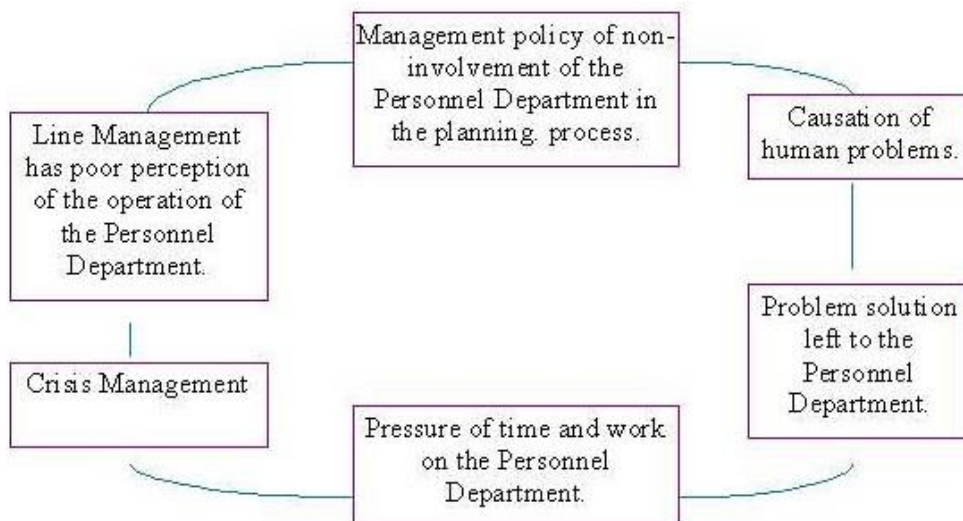 Management policy of non-
involvement of the
Personnel Department in
the planning. process.
Causation of
human problems.
Problem solution
left to the
Personnel
Department.
Pressure of time and work
on the Personnel
Department.
Crisis Management
Line Management
has poor perception
of the operation of
the Personnel
Department.